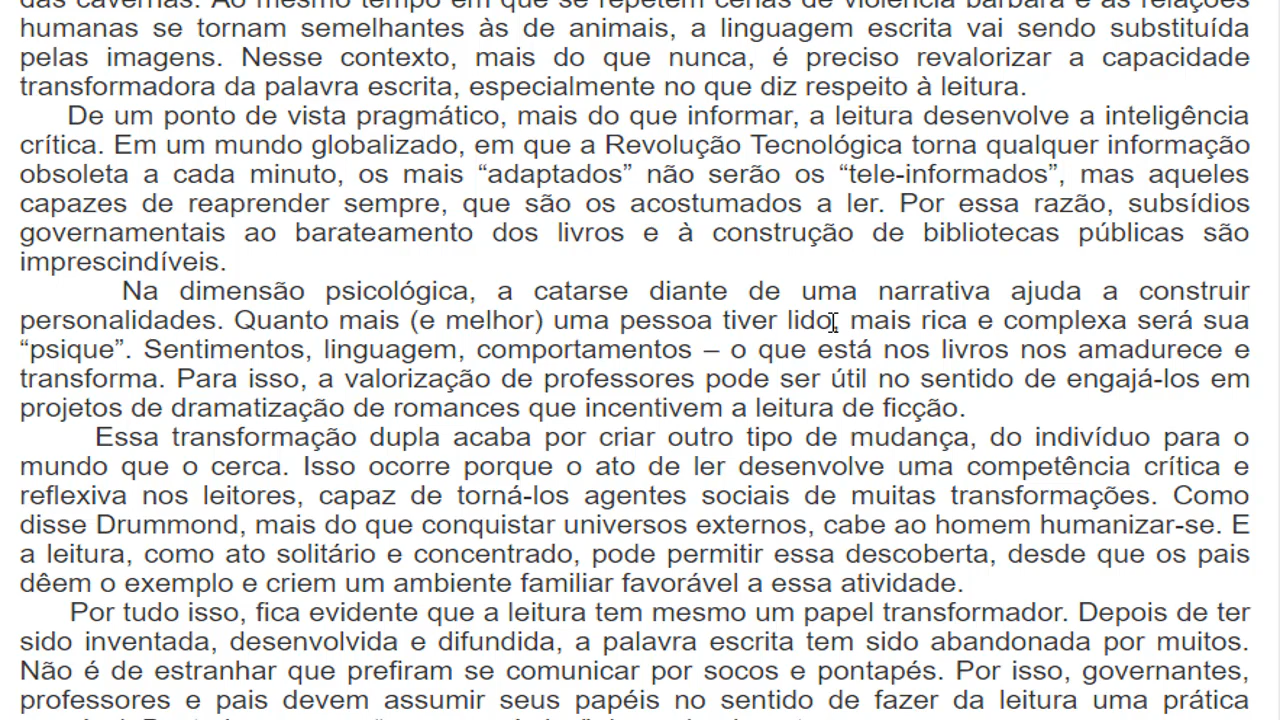 das cavernas. Ao mesmo tempo em que se repetem cenas de violência bárbara e as relações
humanas se tornam semelhantes às de animais, a linguagem escrita vai sendo substituída
pelas imagens. Nesse contexto, mais do que nunca, é preciso revalorizar a capacidade
transformadora da palavra escrita, especialmente no que diz respeito à leitura.
De um ponto de vista pragmático, mais do que informar, a leitura desenvolve a inteligência
crítica. Em um mundo globalizado, em que a Revolução Tecnológica torna qualquer informação
obsoleta a cada minuto, os mais “adaptados” não serão os “tele-informados”, mas aqueles
capazes de reaprender sempre, que são os acostumados a ler. Por essa razão, subsídios
governamentais ao barateamento dos livros e à construção de bibliotecas públicas são
imprescindíveis.
Na dimensão psicológica, a catarse diante de uma narrativa ajuda a construir
personalidades. Quanto mais (e melhor) uma pessoa tiver lido, mais rica e complexa será sua
“psique”. Sentimentos, linguagem, comportamentos – o que está nos livros nos amadurece e
transforma. Para isso, a valorização de professores pode ser útil no sentido de engajá-los em
projetos de dramatização de romances que incentivem a leitura de ficção.
Essa transformação dupla acaba por criar outro tipo de mudança, do indivíduo para o
mundo que o cerca. Isso ocorre porque o ato de ler desenvolve uma competência crítica e
reflexiva nos leitores, capaz de torná-los agentes sociais de muitas transformações. Como
disse Drummond, mais do que conquistar universos externos, cabe ao homem humanizar-se. E
a leitura, como ato solitário e concentrado, pode permitir essa descoberta, desde que os pais
dêem o exemplo e criem um ambiente familiar favorável a essa atividade.
Por tudo isso, fica evidente que a leitura tem mesmo um papel transformador. Depois de ter
sido inventada, desenvolvida e difundida, a palavra escrita tem sido abandonada por muitos.
Não é de estranhar que prefiram se comunicar por socos e pontapés. Por isso, governantes,
professores e pais devem assumir seus papéis no sentido de fazer da leitura uma prática